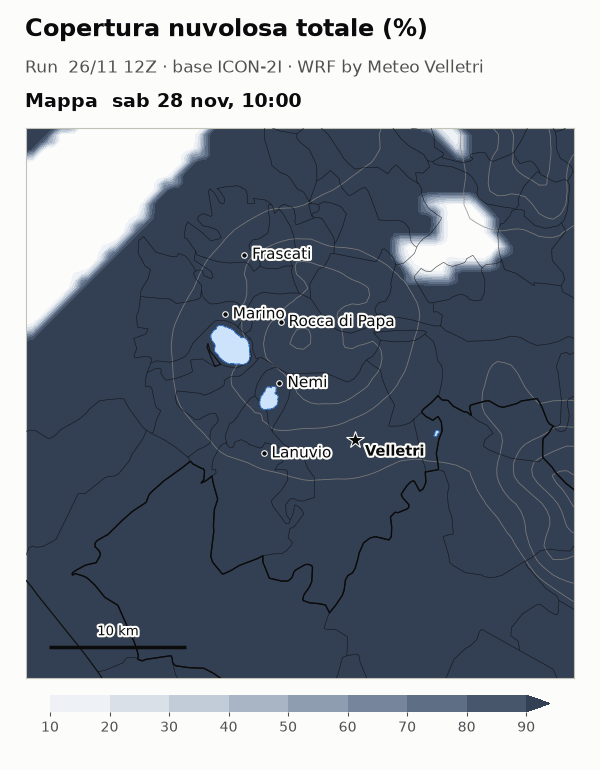 Copertura nuvolosa totale (%)
Run  26/11 12Z · base ICON-2I · WRF by Meteo Velletri
Mappa  sab 28 nov, 10:00
Frascati
Marino
Rocca di Papa
Nemi
Velletri
Lanuvio
10 km
10 20 30 40 50 60 70 80 90